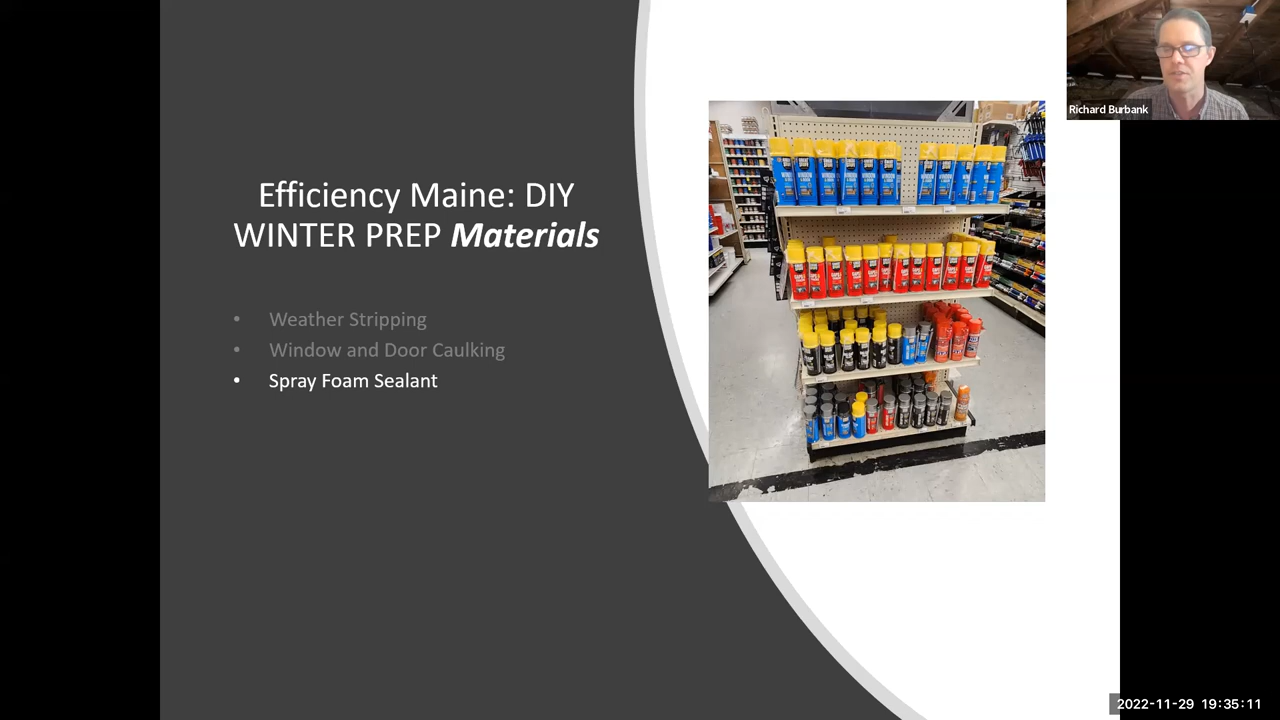 Efficiency Maine: DIY
WINTER PREP Materials
• Weather Stripping
• Window and Door Caulking
• Spray Foam Sealant
Richard Burbank
2022-11-29 19:35:11